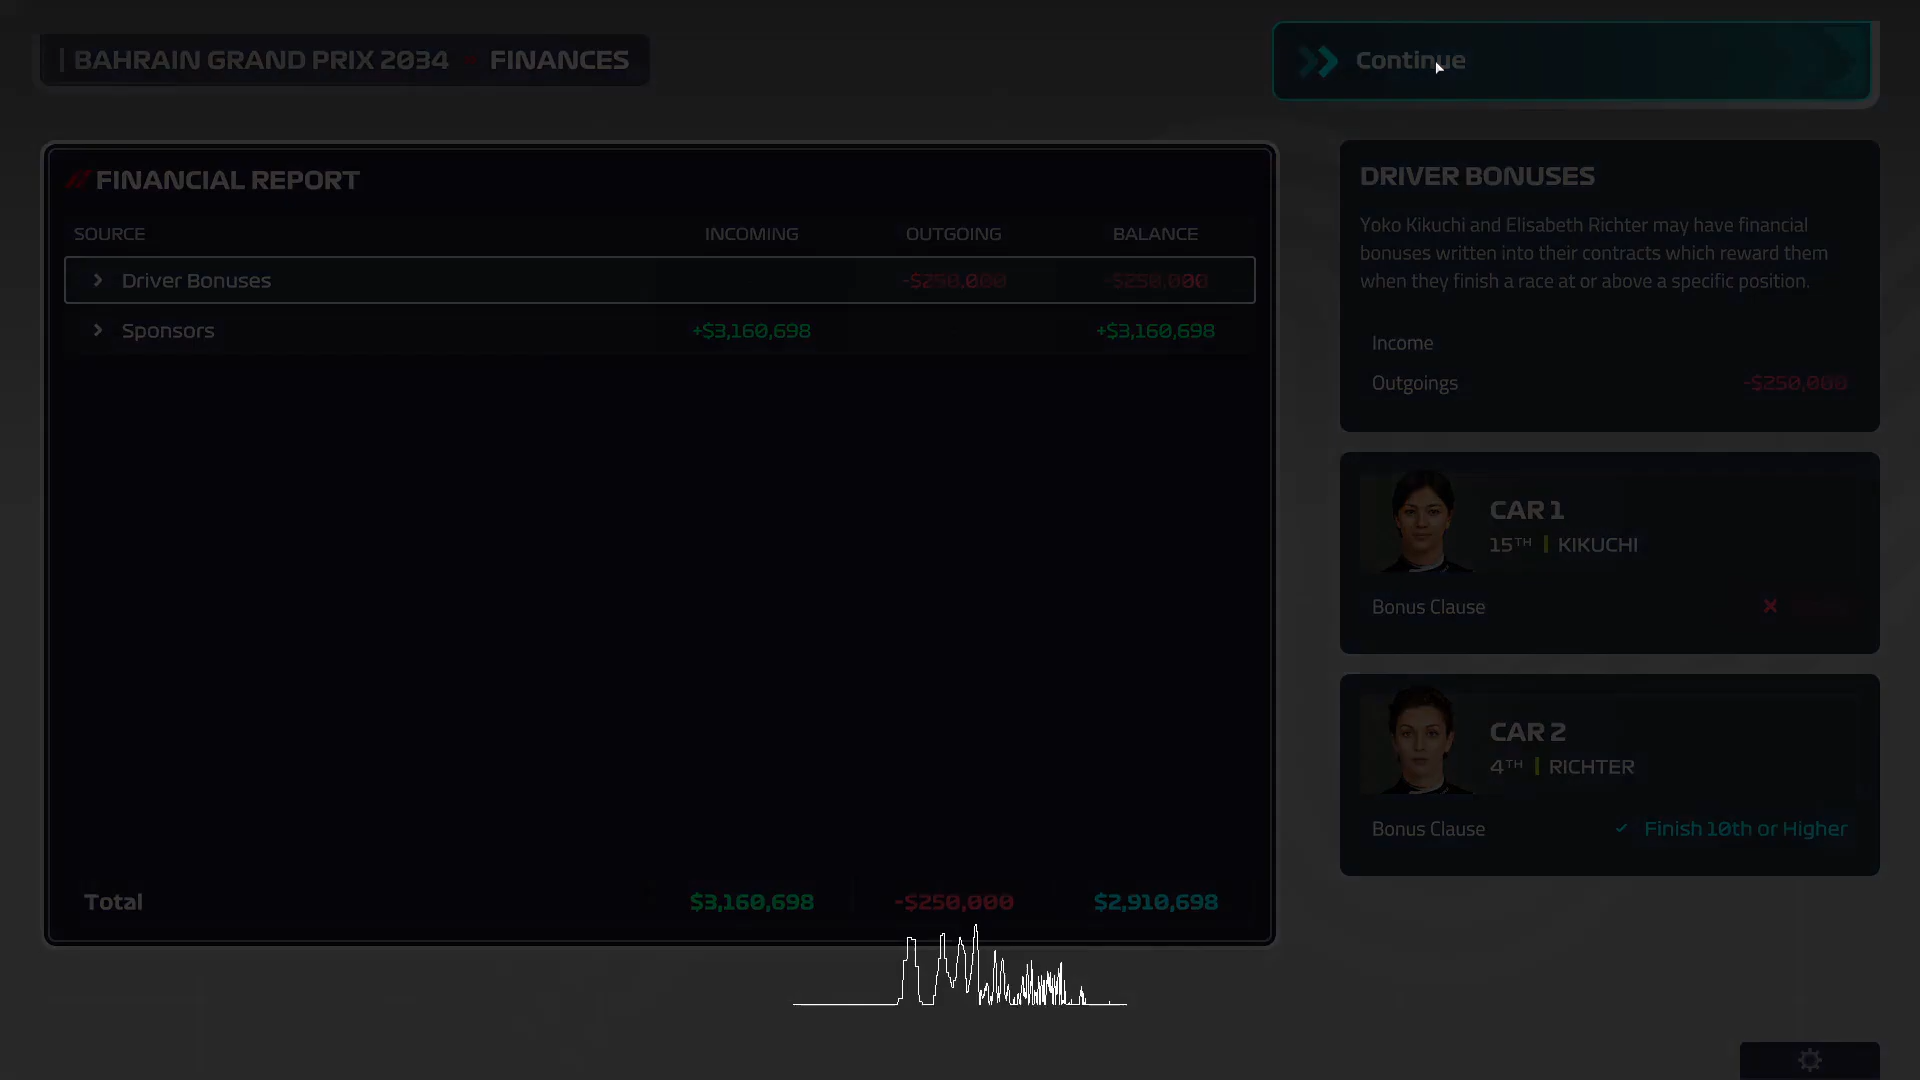 BAHRAIN GRAND PRIX 2034 - FINANCES
Continue
FINANCIAL REPORT
SOURCE INCOMING OUTGOING BALANCE
Driver Bonuses -$250,000 -$250,000
Sponsors +$3,160,698 +$3,160,698
Total $3,160,698 -$250,000 $2,910,698
DRIVER BONUSES
Yoko Kikuchi and Elisabeth Richter may have financial
bonuses written into their contracts which reward them
when they finish a race at or above a specific position.
Income
Outgoings -$250,000
CAR 1
15TH | KIKUCHI
Bonus Clause
CAR 2
4TH | RICHTER
Bonus Clause Finish 10th or Higher